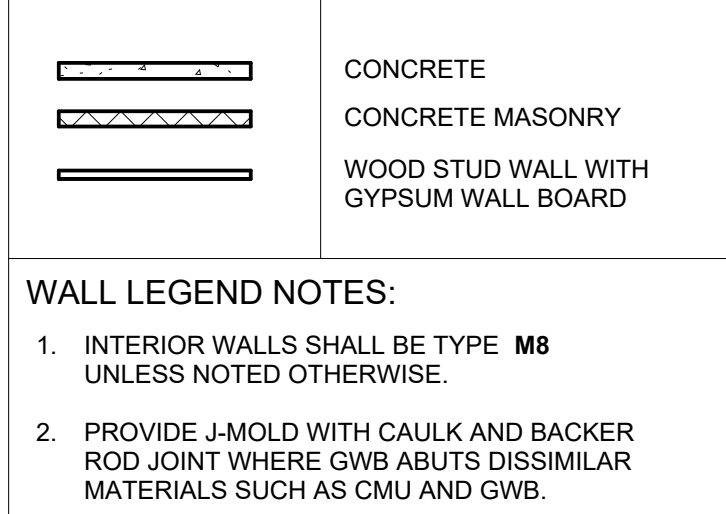 CONCRETE
CONCRETE MASONRY
WOOD STUD WALL WITH
GYPSUM WALL BOARD
WALL LEGEND NOTES:
1. INTERIOR WALLS SHALL BE TYPE M8
UNLESS NOTED OTHERWISE.
2. PROVIDE J-MOLD WITH CAULK AND BACKER
ROD JOINT WHERE GWB ABUTS DISSIMILAR
MATERIALS SUCH AS CMU AND GWB.